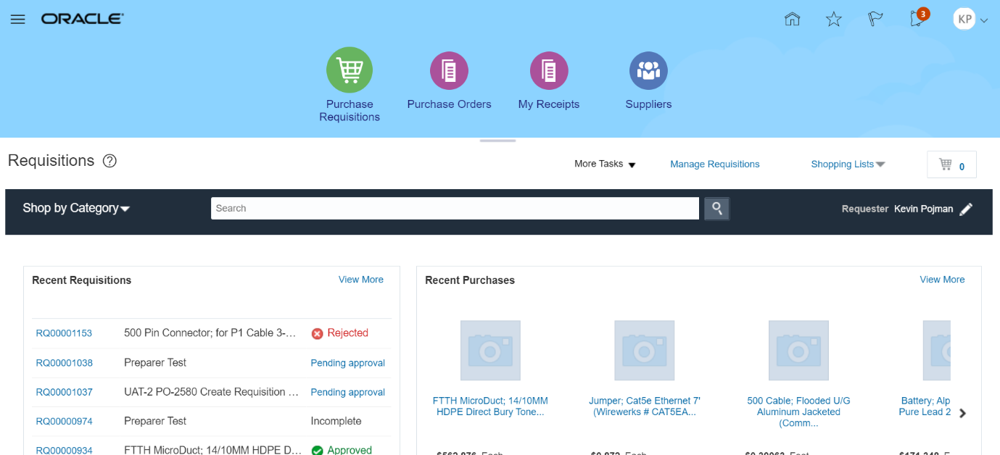 ORACLE
3
KP
Purchase
Requisitions
Purchase Orders
My Receipts
Suppliers
Requisitions ?
More Tasks
Manage Requisitions
Shopping Lists
0
Shop by Category
Search
Requester Kevin Pojman
Recent Requisitions
View More
RQ00001153 500 Pin Connector; for P1 Cable 3-... Rejected
RQ00001038 Preparer Test Pending approval
RQ00001037 UAT-2 PO-2580 Create Requisition ... Pending approval
RQ00000974 Preparer Test Incomplete
RQ00000934 FTTH MicroDuct; 14/10MM HDPE D... Approved
Recent Purchases
View More
FTTH MicroDuct; 14/10MM
HDPE Direct Bury Tone...
Jumper; Cat5e Ethernet 7'
(Wirewerks # CAT5EA...
500 Cable; Flooded U/G
Aluminum Jacketed
(Comm...
Battery; Alp
Pure Lead 2